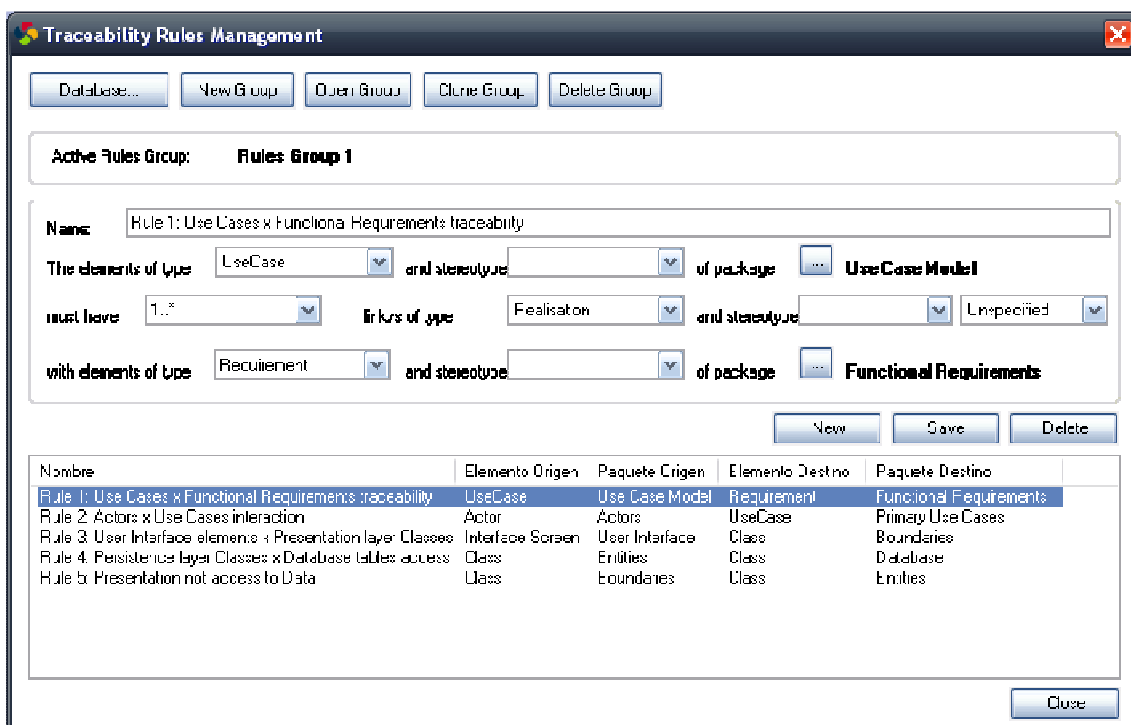 Traceability Rules Management
Database... New Group Open Group Clone Group Delete Group
Active Rules Group: Rules Group 1
Name: Rule 1: Use Cases x Functional Requirements traceability
The elements of type UseCase and stereotype of package ... Use Case Model
must have 1..* links of type Realisation and stereotype Unspecified
with elements of type Requirement and stereotype of package ... Functional Requirements
New Save Delete
Nombre Elemento Origen Paquete Origen Elemento Destino Paquete Destino
Rule 1: Use Cases x Functional Requirements traceability UseCase Use Case Model Requirement Functional Requirements
Rule 2: Actors x Use Cases interaction Actor Actors UseCase Primary Use Cases
Rule 3: User Interface elements x Presentation layer Classes Interface Screen User Interface Class Boundaries
Rule 4: Persistence layer Classes x Database tables access Class Entities Class Database
Rule 5: Presentation not access to Data Class Boundaries Class Entities
Close